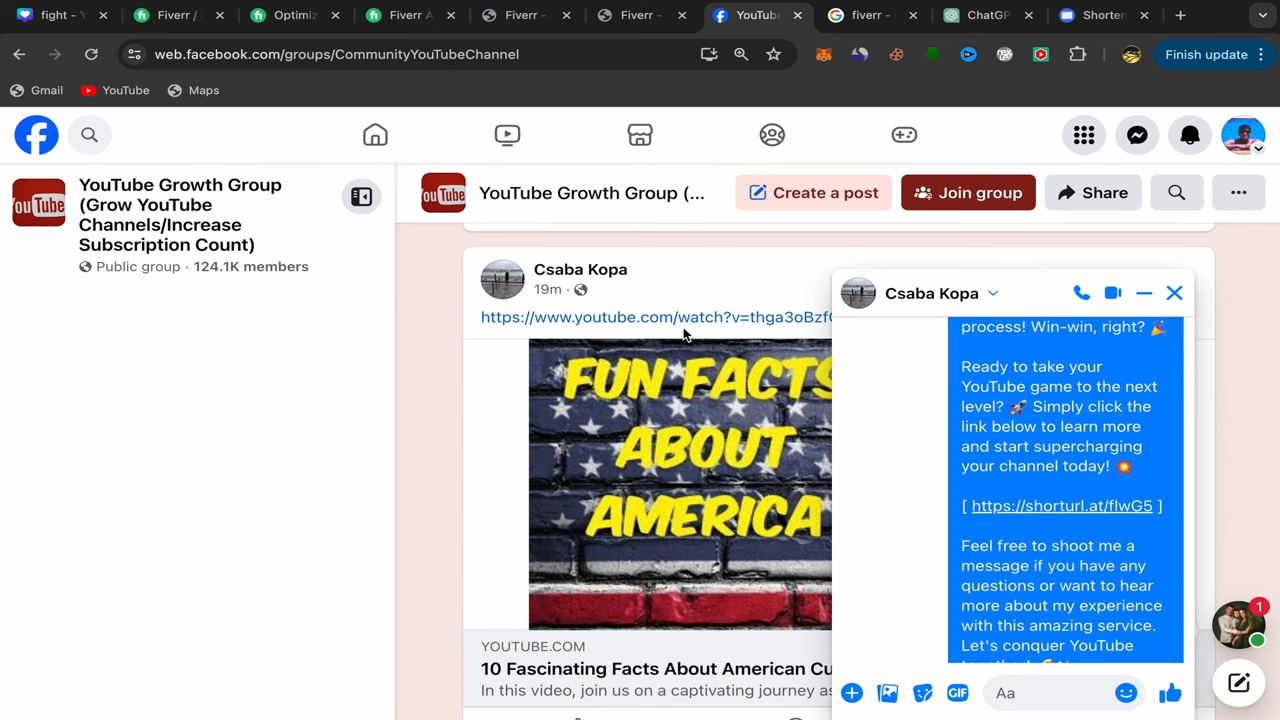 fight - Y
Fiverr /
Optimiz
Fiverr A
Fiverr -
Fiverr -
YouTub
fiverr -
ChatGP
Shorten
web.facebook.com/groups/CommunityYouTubeChannel
Finish update
Gmail
YouTube
Maps
YouTube Growth Group
(Grow YouTube
Channels/Increase
Subscription Count)
Public group · 124.1K members
ouTube
ouTube
YouTube Growth Group (...
Create a post
Join group
Share
Csaba Kopa
19m ·
https://www.youtube.com/watch?v=thga3oBzf
FUN FACTS
ABOUT
AMERICA
YOUTUBE.COM
10 Fascinating Facts About American Cu
In this video, join us on a captivating journey as
Csaba Kopa
process! Win-win, right? 🎉
Ready to take your
YouTube game to the next
level? 🚀 Simply click the
link below to learn more
and start supercharging
your channel today! 💥
[ https://shorturl.at/flwG5 ]
Feel free to shoot me a
message if you have any
questions or want to hear
more about my experience
with this amazing service.
Let's conquer YouTube
GIF
Aa
1